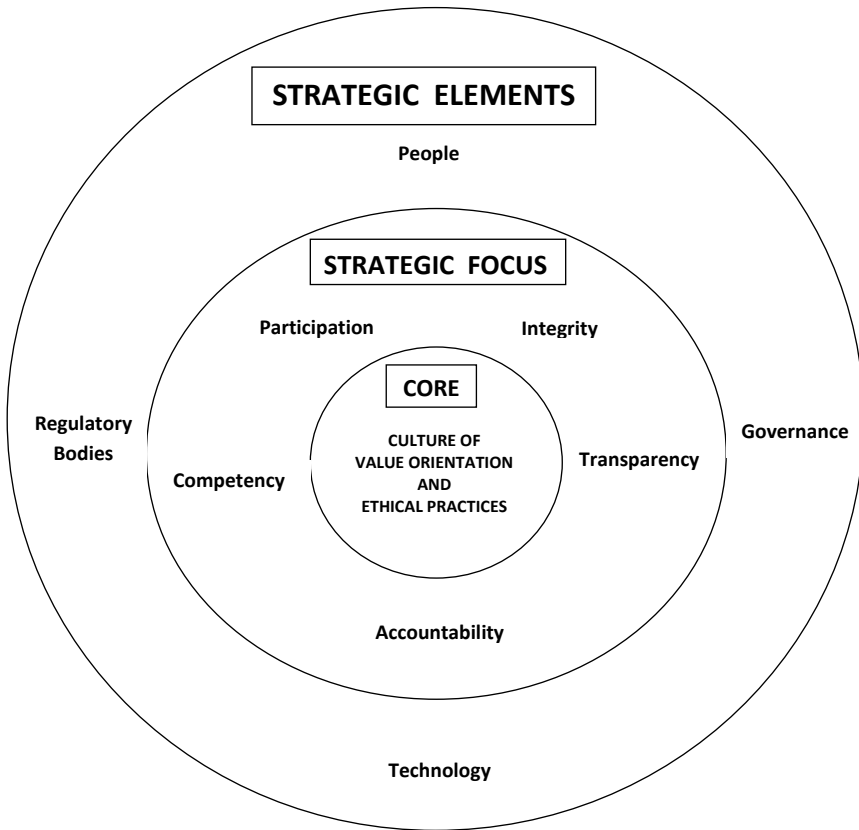 STRATEGIC ELEMENTS
People
STRATEGIC FOCUS
Participation
Integrity
CORE
CULTURE OF
VALUE ORIENTATION
AND
ETHICAL PRACTICES
Regulatory
Bodies
Governance
Competency
Transparency
Accountability
Technology